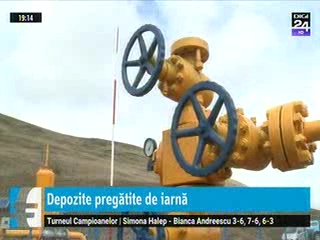 19:14
DIGI
24
HD
Depozite pregătite de iarnă
Turneul Campioanelor | Simona Halep - Bianca Andreescu 3-6, 7-6, 6-3